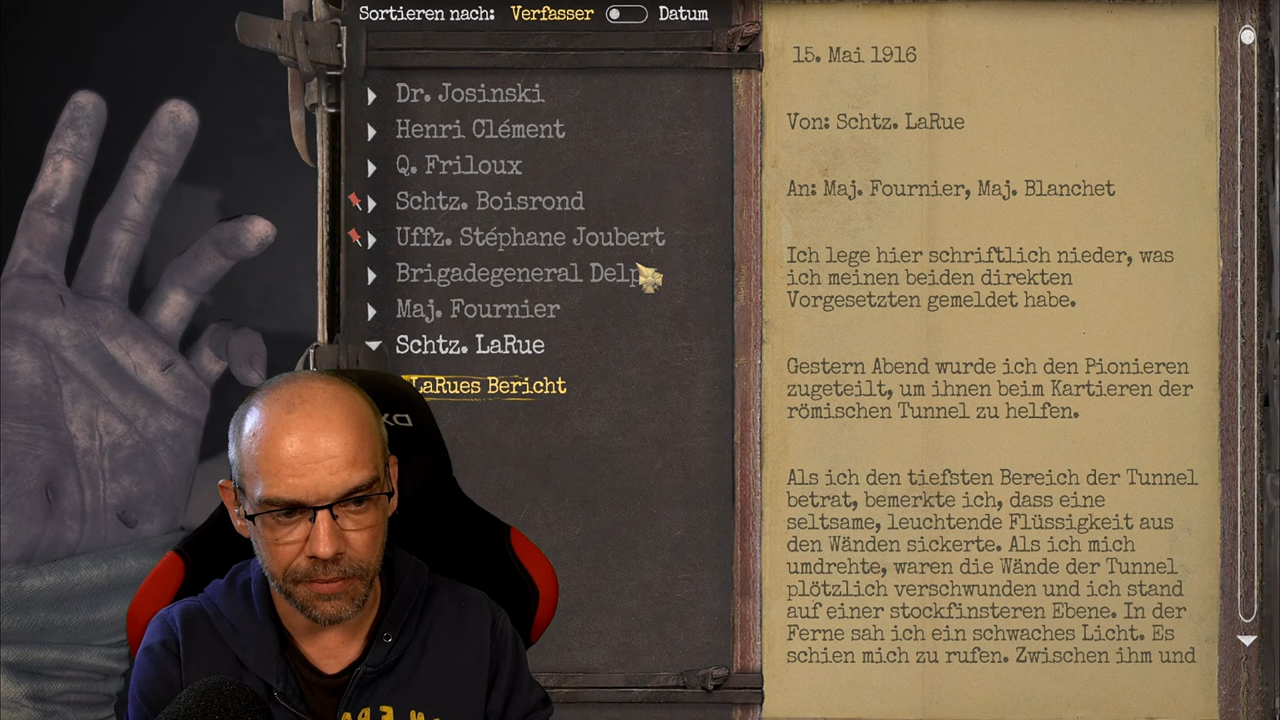 Sortieren nach: Verfasser Datum
Dr. Josinski
Henri Clément
Q. Friloux
Schtz. Boisrond
Uffz. Stéphane Joubert
Brigadegeneral
Maj. Fournier
Schtz. LaRue
LaRues Bericht
15. Mai 1916
Von: Schtz. LaRue
An: Maj. Fournier, Maj. Blanchet
Ich lege hier schriftlich nieder, was
ich meinen beiden direkten
Vorgesetzten gemeldet habe.
Gestern Abend wurde ich den Pionieren
zugeteilt, um ihnen beim Kartieren der
römischen Tunnel zu helfen.
Als ich den tiefsten Bereich der Tunnel
betrat, bemerkte ich, dass eine
seltsame, leuchtende Flüssigkeit aus
den Wänden sickerte. Als ich mich
umdrehte, waren die Wände der Tunnel
plötzlich verschwunden und ich stand
auf einer stockfinsteren Ebene. In der
Ferne sah ich ein schwaches Licht. Es
schien mich zu rufen. Zwischen ihm und